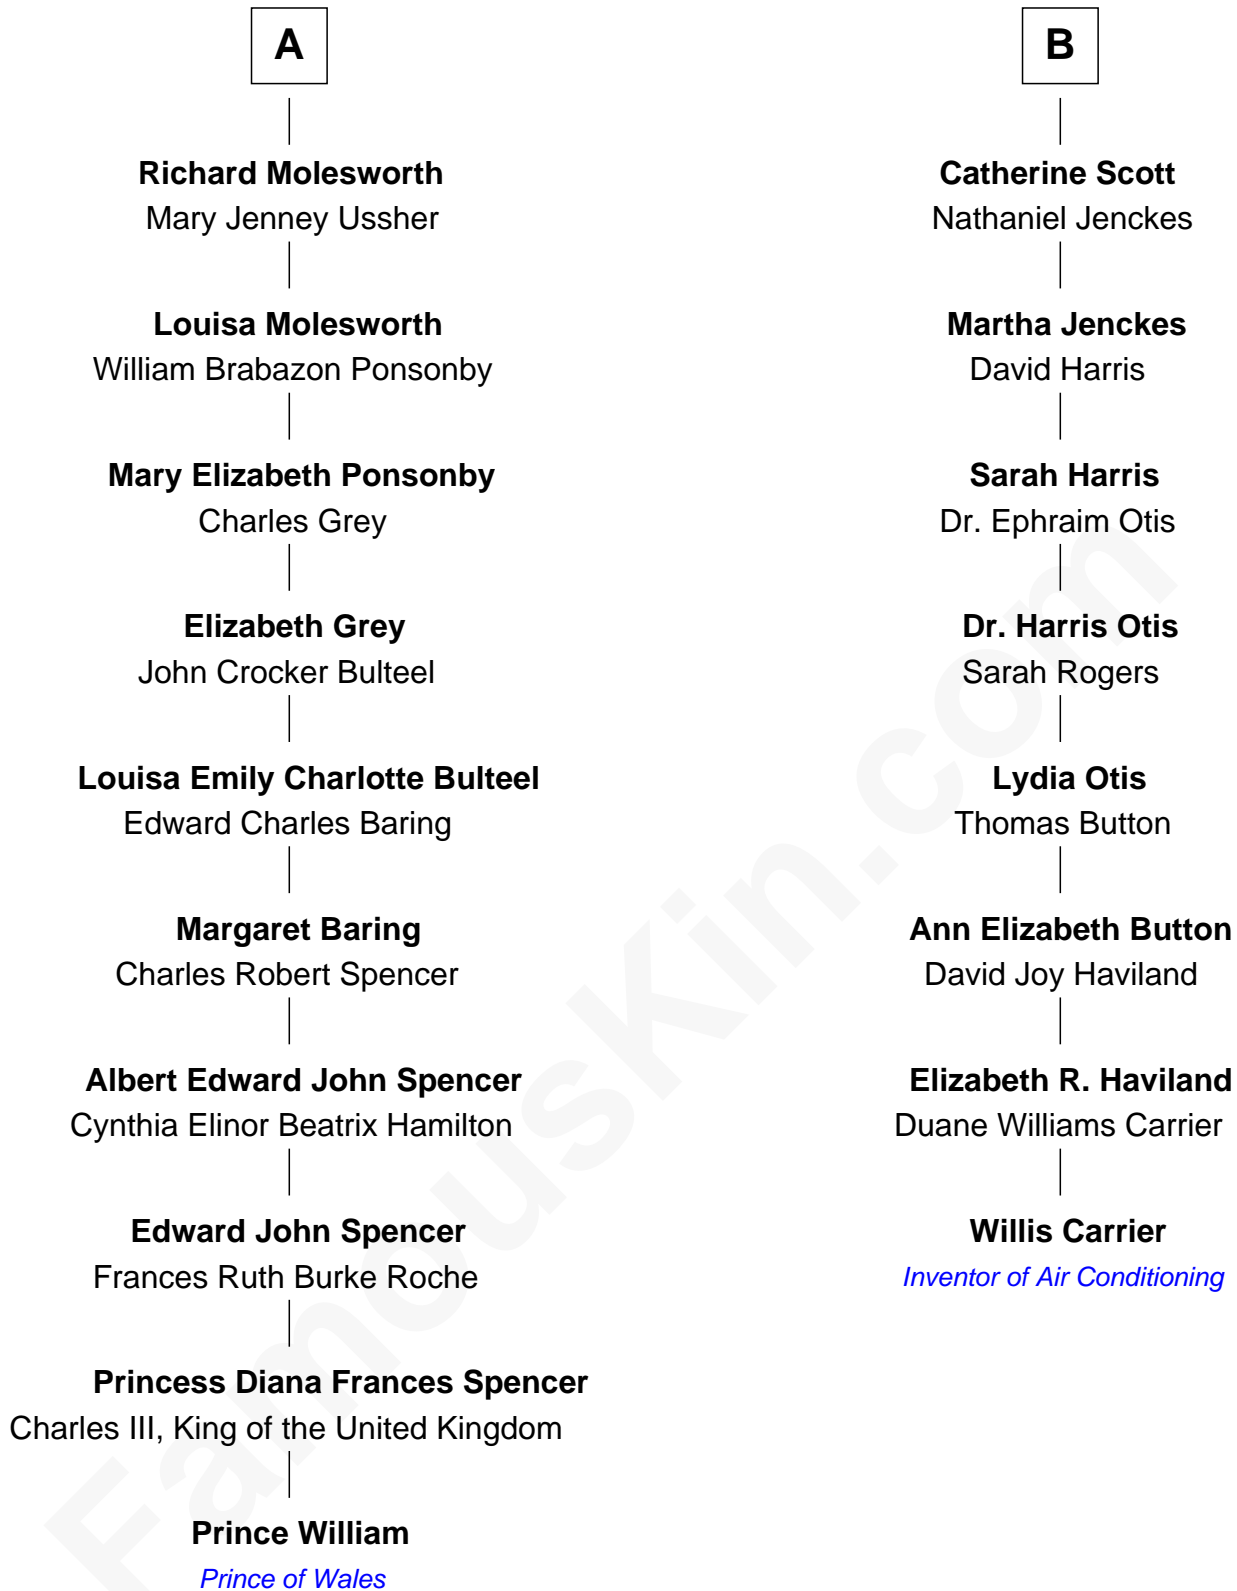 A
Richard Molesworth
Mary Jenney Ussher
Louisa Molesworth
William Brabazon Ponsonby
Mary Elizabeth Ponsonby
Charles Grey
Elizabeth Grey
John Crocker Bulteel
Louisa Emily Charlotte Bulteel
Edward Charles Baring
Margaret Baring
Charles Robert Spencer
Albert Edward John Spencer
Cynthia Elinor Beatrix Hamilton
Edward John Spencer
Frances Ruth Burke Roche
Princess Diana Frances Spencer
Charles III, King of the United Kingdom
Prince William
Prince of Wales
B
Catherine Scott
Nathaniel Jenckes
Martha Jenckes
David Harris
Sarah Harris
Dr. Ephraim Otis
Dr. Harris Otis
Sarah Rogers
Lydia Otis
Thomas Button
Ann Elizabeth Button
David Joy Haviland
Elizabeth R. Haviland
Duane Williams Carrier
Willis Carrier
Inventor of Air Conditioning
FamousKin.com